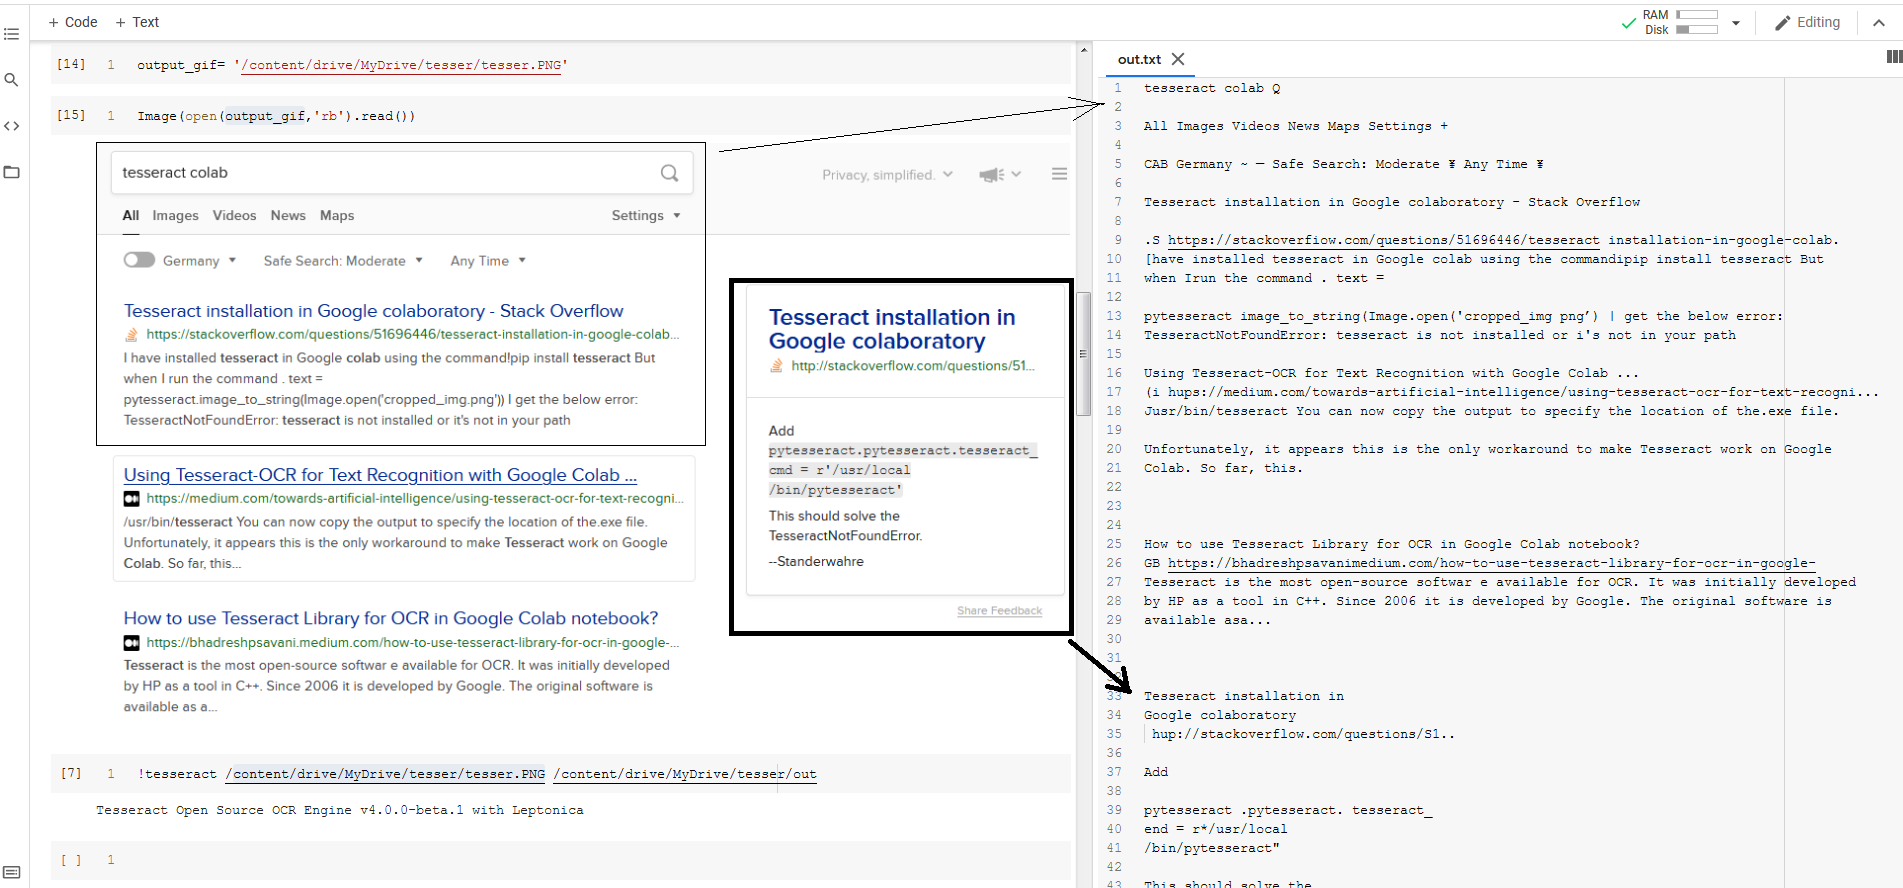 + Code + Text
RAM
Disk
Editing
[14] 1 output_gif= '/content/drive/MyDrive/tesser/tesser.PNG'
[15] 1 Image(open(output_gif,'rb').read())
tesseract colab
Privacy, simplified.
All Images Videos News Maps Settings
Germany Safe Search: Moderate Any Time
Tesseract installation in Google colaboratory - Stack Overflow
https://stackoverflow.com/questions/51696446/tesseract-installation-in-google-colab...
I have installed tesseract in Google colab using the command!pip install tesseract But
when I run the command . text =
pytesseract.image_to_string(Image.open('cropped_img.png')) I get the below error:
TesseractNotFoundError: tesseract is not installed or it's not in your path
Using Tesseract-OCR for Text Recognition with Google Colab ...
https://medium.com/towards-artificial-intelligence/using-tesseract-ocr-for-text-recogni...
/usr/bin/tesseract You can now copy the output to specify the location of the.exe file.
Unfortunately, it appears this is the only workaround to make Tesseract work on Google
Colab. So far, this...
How to use Tesseract Library for OCR in Google Colab notebook?
https://bhadreshpsavani.medium.com/how-to-use-tesseract-library-for-ocr-in-google-...
Tesseract is the most open-source softwar e available for OCR. It was initially developed
by HP as a tool in C++. Since 2006 it is developed by Google. The original software is
available as a...
Tesseract installation in
Google colaboratory
http://stackoverflow.com/questions/51...
Add
pytesseract.pytesseract.tesseract_
cmd = r'/usr/local
/bin/pytesseract'
This should solve the
TesseractNotFoundError.
--Standerwahre
Share Feedback
[7] 1 !tesseract /content/drive/MyDrive/tesser/tesser.PNG /content/drive/MyDrive/tesser/out
Tesseract Open Source OCR Engine v4.0.0-beta.1 with Leptonica
[ ] 1
out.txt
1 tesseract colab Q
2
3 All Images Videos News Maps Settings +
4
5 CAB Germany ~ — Safe Search: Moderate ¥ Any Time ¥
6
7 Tesseract installation in Google colaboratory - Stack Overflow
8
9 .S https://stackoverfiow.com/questions/51696446/tesseract installation-in-google-colab.
10 [have installed tesseract in Google colab using the commandipip install tesseract But
11 when Irun the command . text =
12
13 pytesseract image_to_string(Image.open('cropped_img png’) | get the below error:
14 TesseractNotFoundError: tesseract is not installed or i's not in your path
15
16 Using Tesseract-OCR for Text Recognition with Google Colab ...
17 (i hups://medium.com/towards-artificial-intelligence/using-tesseract-ocr-for-text-recogni...
18 Jusr/bin/tesseract You can now copy the output to specify the location of the.exe file.
19
20 Unfortunately, it appears this is the only workaround to make Tesseract work on Google
21 Colab. So far, this.
22
23
24
25 How to use Tesseract Library for OCR in Google Colab notebook?
26 GB https://bhadreshpsavanimedium.com/how-to-use-tesseract-library-for-ocr-in-google-
27 Tesseract is the most open-source softwar e available for OCR. It was initially developed
28 by HP as a tool in C++. Since 2006 it is developed by Google. The original software is
29 available asa...
30
31
33 Tesseract installation in
34 Google colaboratory
35 hup://stackoverflow.com/questions/S1..
36
37 Add
38
39 pytesseract .pytesseract. tesseract_
40 end = r*/usr/local
41 /bin/pytesseract"
42
43 This should solve the